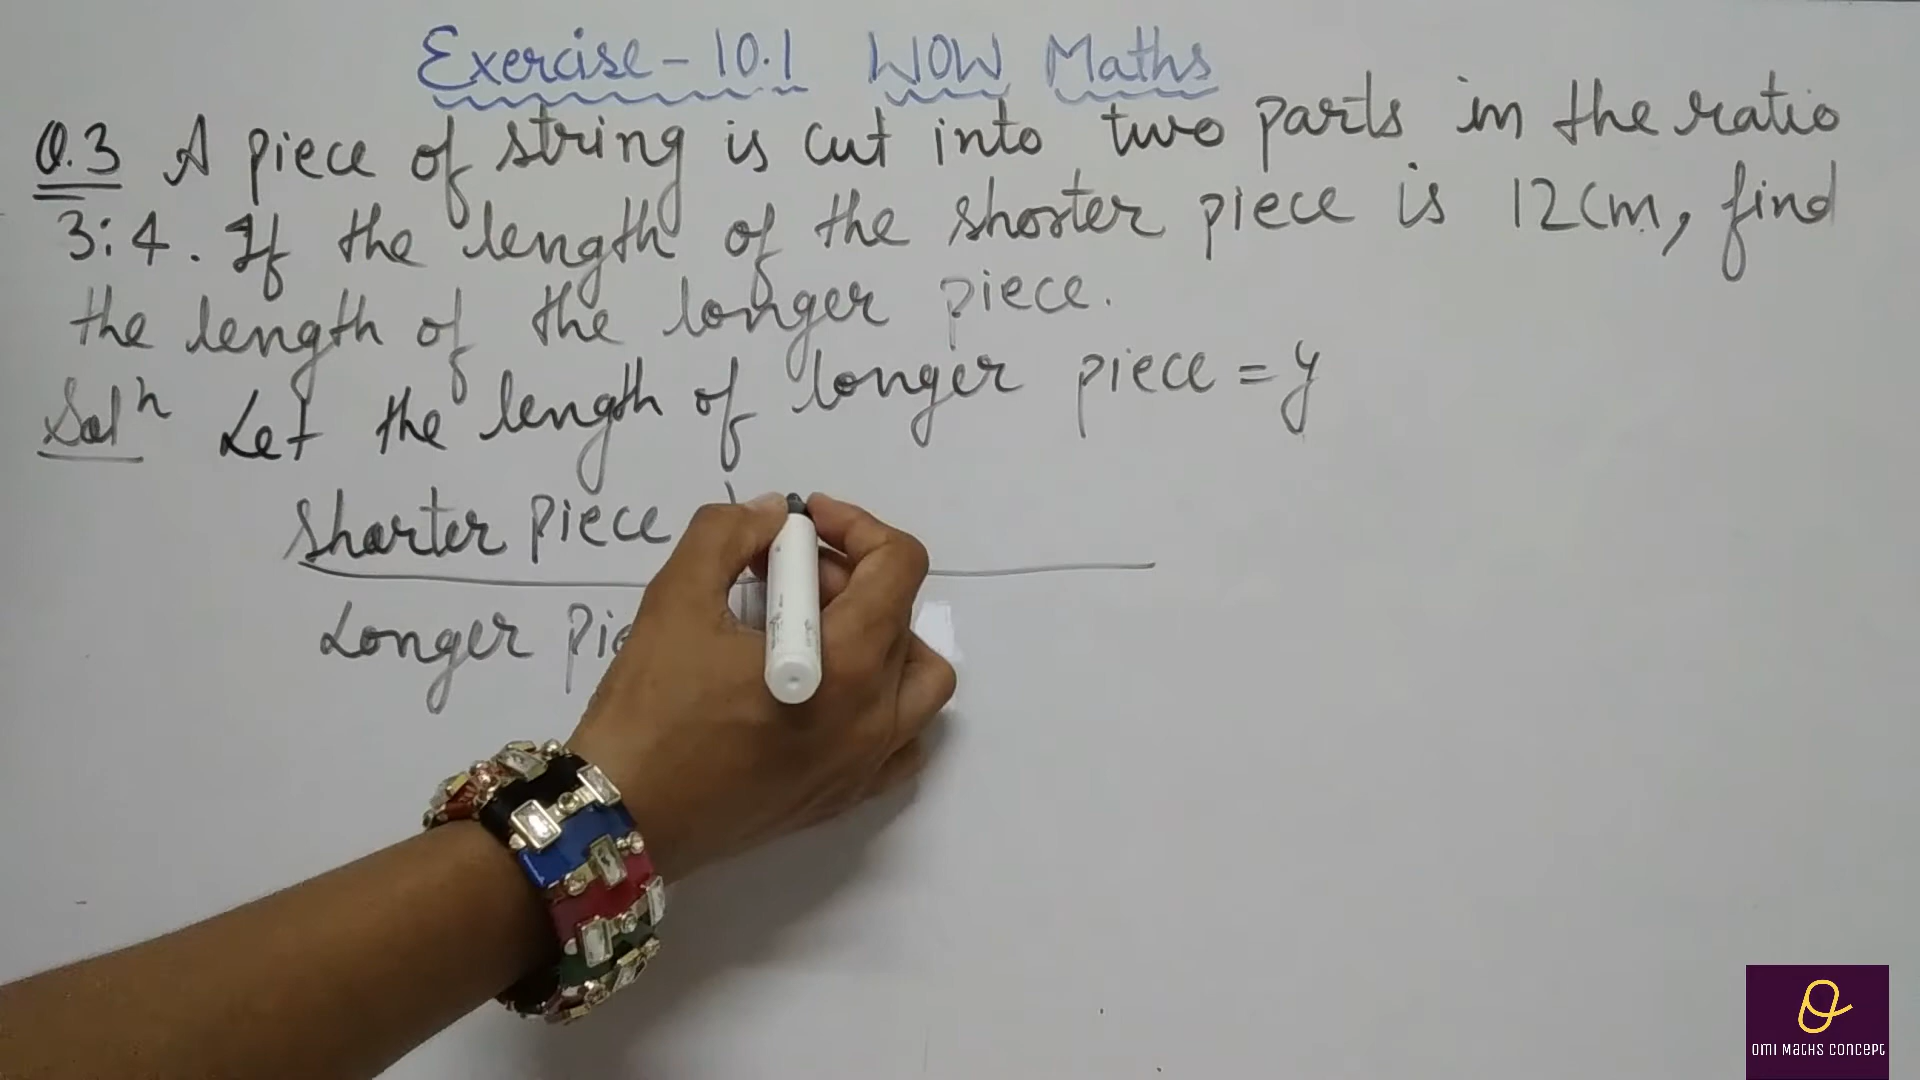 Exercise - 10.1 WOW Maths
Q.3 A piece of string is cut into two parts in the ratio
3:4. If the length of the shorter piece is 12cm, find
the length of the longer piece.
Solⁿ Let the length of longer piece = y
Shorter piece
Longer
OMI MATHS CONCEPT